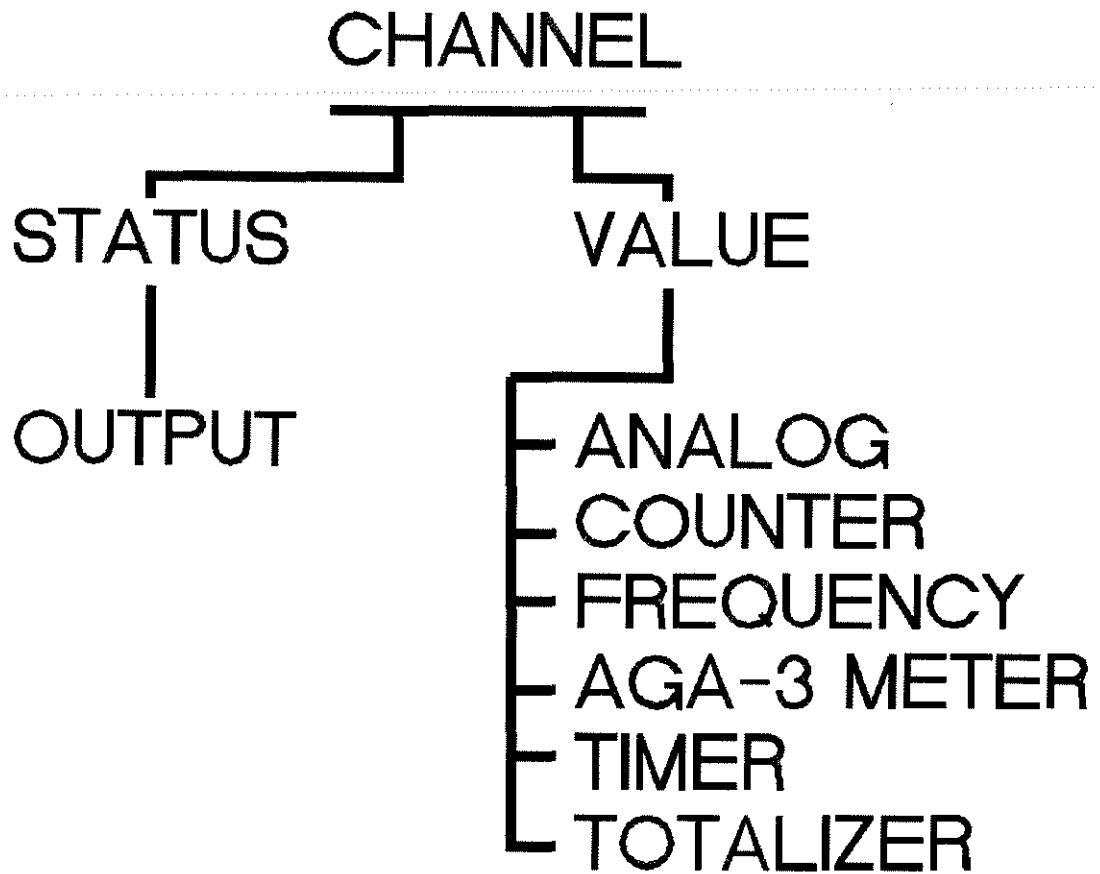 CHANNEL
STATUS VALUE
OUTPUT
ANALOG
COUNTER
FREQUENCY
AGA-3 METER
TIMER
TOTALIZER